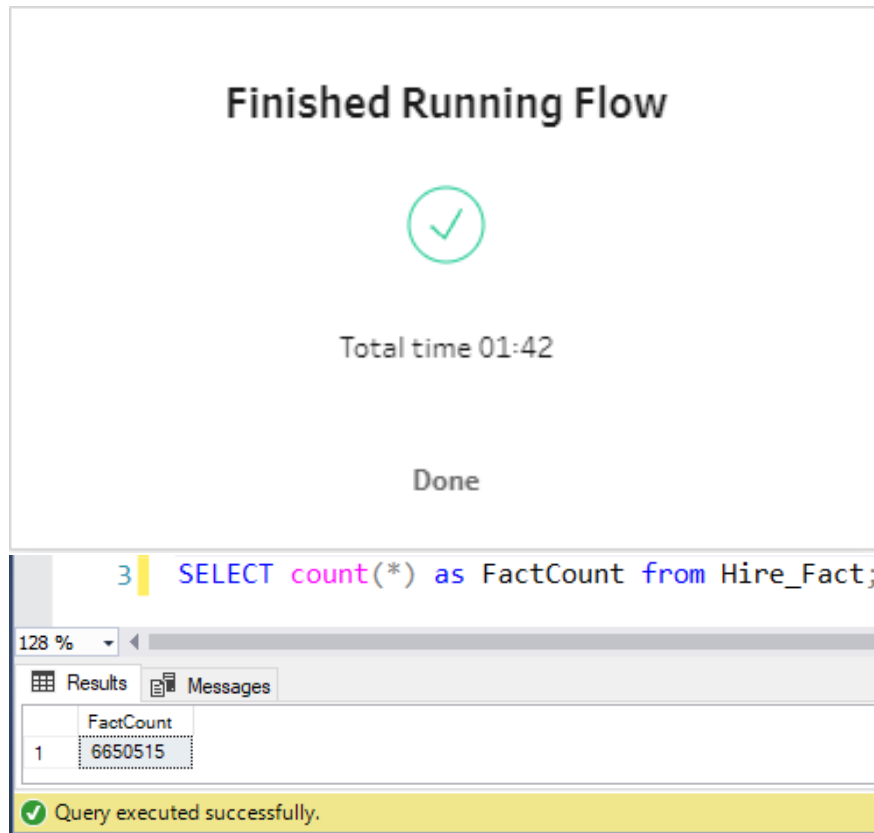 Finished Running Flow
Total time 01:42
Done
3 SELECT count(*) as FactCount from Hire_Fact;
128 %
Results Messages
FactCount
1 6650515
Query executed successfully.